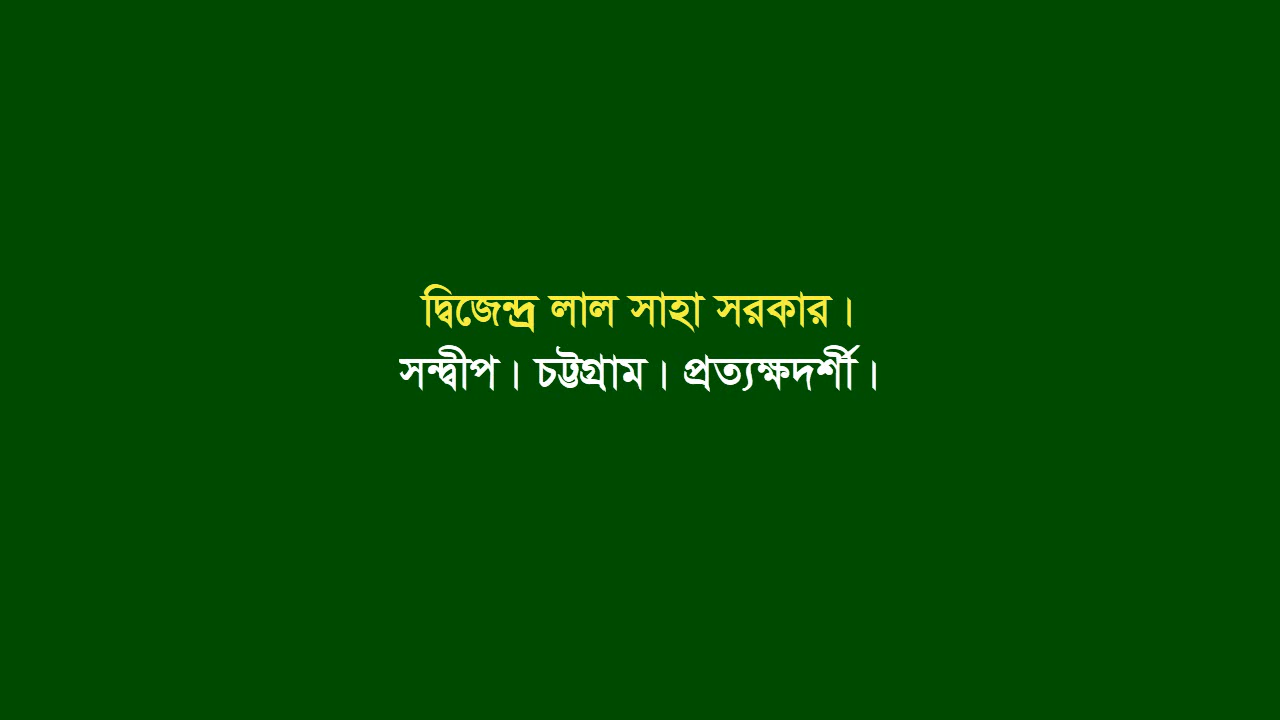 দ্বিজেন্দ্র লাল সাহা সরকার।
সন্দ্বীপ। চট্টগ্রাম। প্রত্যক্ষদর্শী।